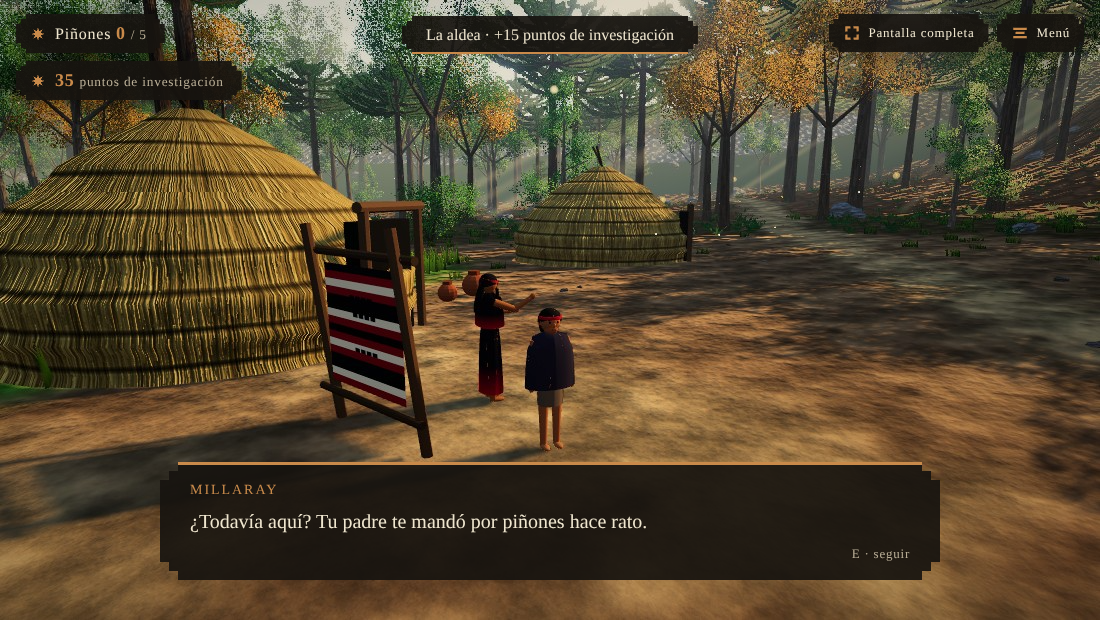 Piñones 0 / 5
La aldea · +15 puntos de investigación
Pantalla completa
Menú
35 puntos de investigación
MILLARAY
¿Todavía aquí? Tu padre te mandó por piñones hace rato.
E · seguir